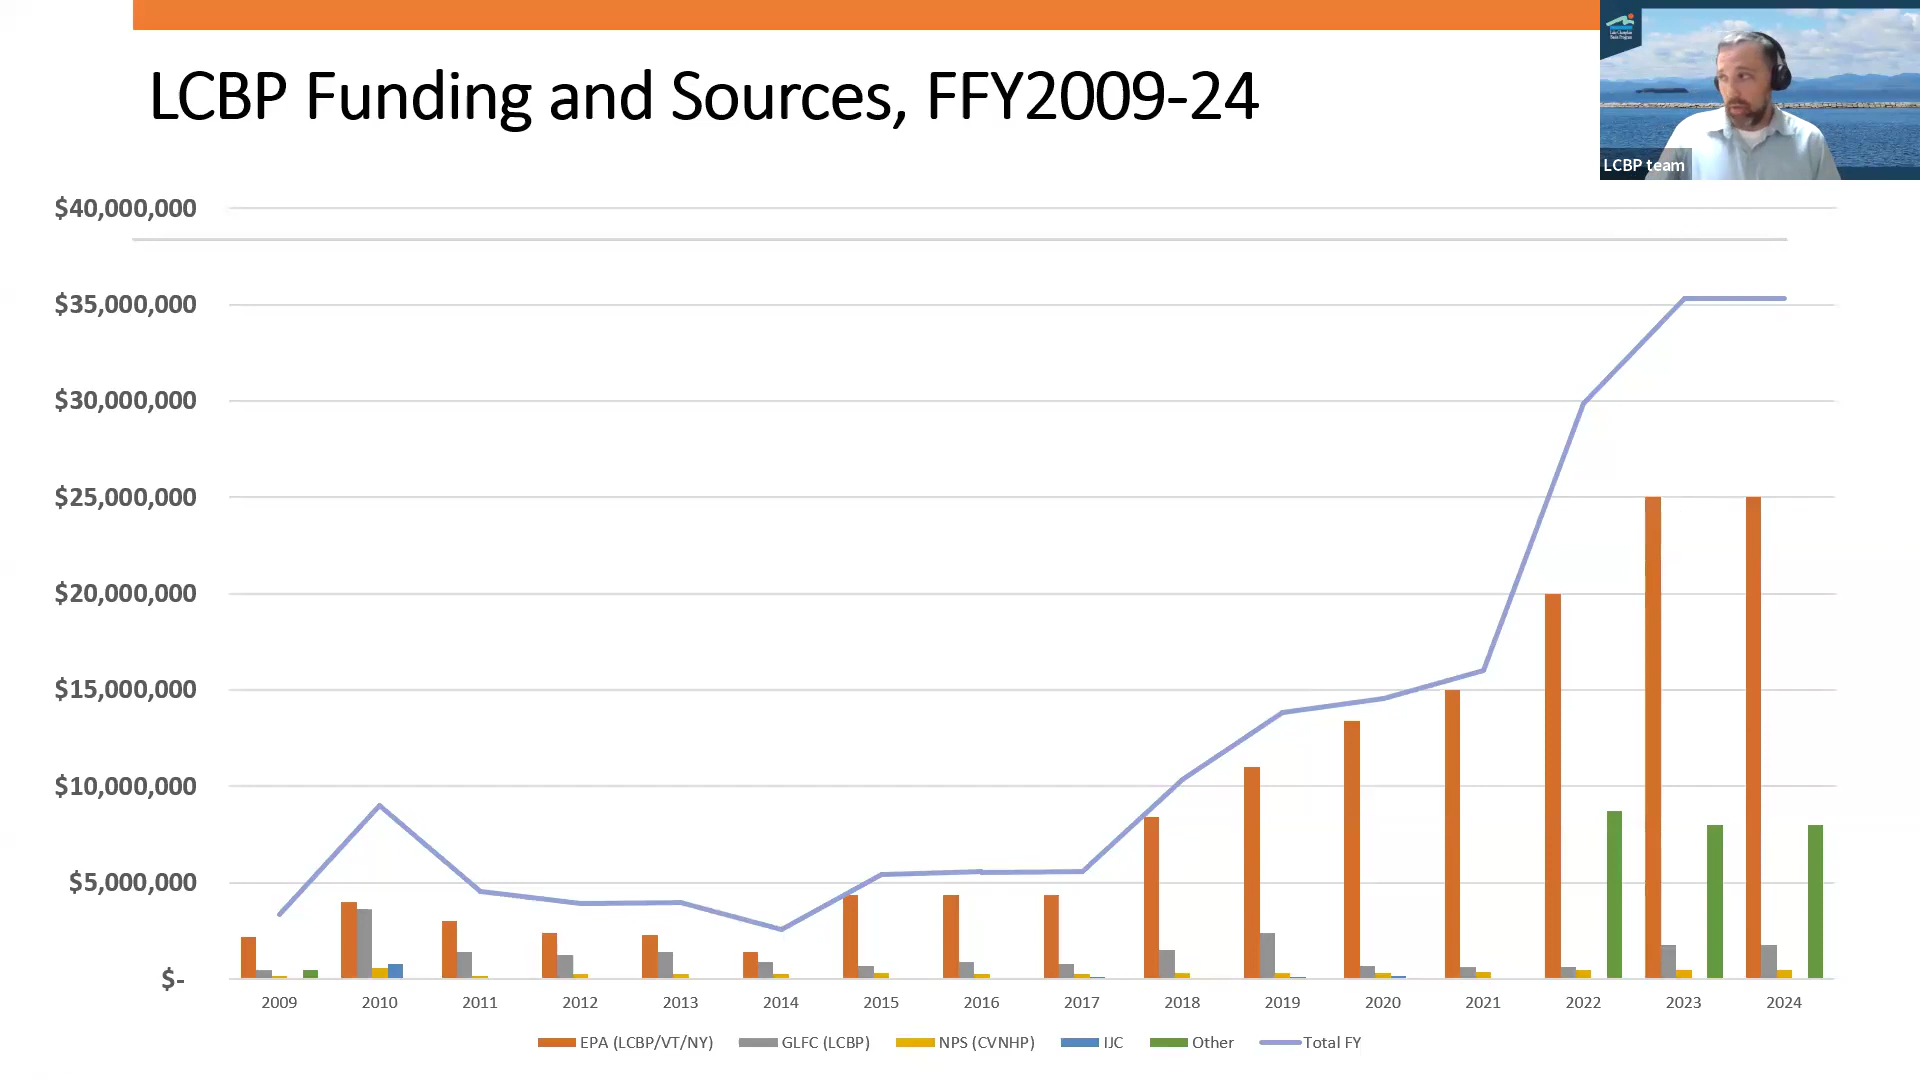 LCBP Funding and Sources, FFY2009-24
LCBP team
$40,000,000
$35,000,000
$30,000,000
$25,000,000
$20,000,000
$15,000,000
$10,000,000
$5,000,000
$-
2009 2010 2011 2012 2013 2014 2015 2016 2017 2018 2019 2020 2021 2022 2023 2024
EPA (LCBP/VT/NY) GLFC (LCBP) NPS (CVNHP) IJC Other Total FY